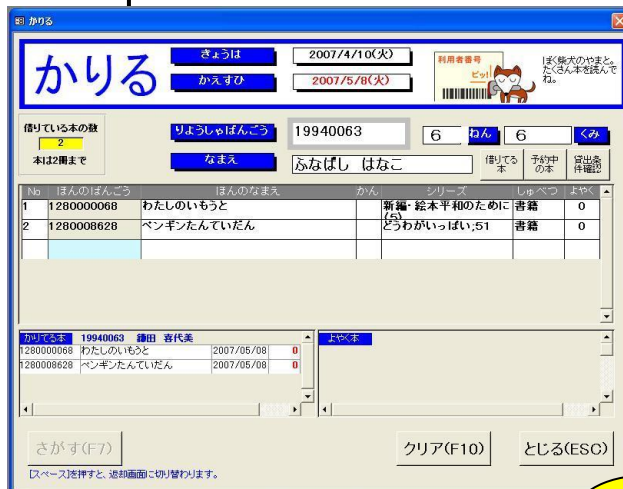 かりる
かりる
きょうは 2007/4/10(火)
かえすひ 2007/5/8(火)
利用者番号
ピッ!
ぼく柴犬のやまと。
たくさん本を読んで
ね。
借りている本の数
2
本は2冊まで
りようしゃばんごう 19940063 6 ねん 6 くみ
なまえ ふなばし はなこ
借りてる本 予約中の本 貸出条件確認
No ほんのばんごう ほんのなまえ かん シリーズ しゅべつ よやく
1 1280000068 わたしのいもうと 新編・絵本平和のために(5) 書籍 0
2 1280008628 ペンギンたんていだん どうわがいっぱい;51 書籍 0
かりてる本 19940063 鎌田 喜代美
1280000068 わたしのいもうと 2007/05/08 0
1280008628 ペンギンたんていだん 2007/05/08 0
よやく本
さがす(F7) クリア(F10) とじる(ESC)
[スペース]を押すと、返却画面に切り替わります。